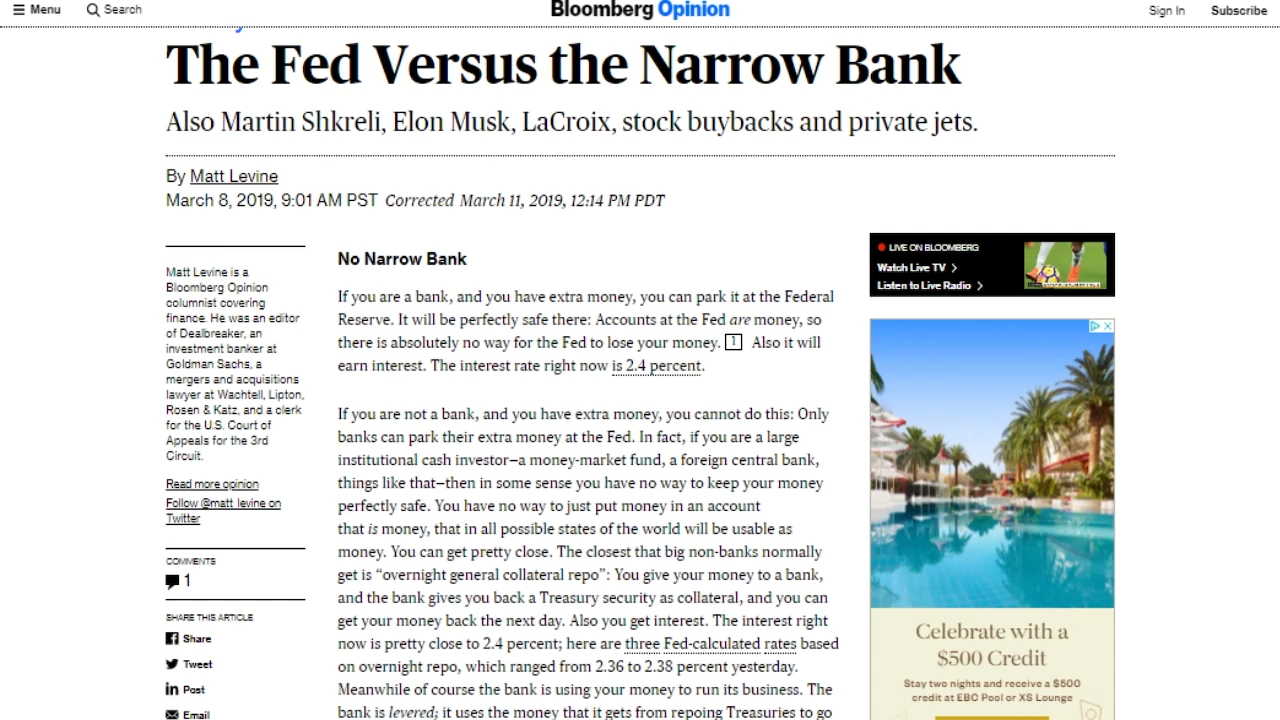 Menu
Search
Bloomberg Opinion
Sign In
Subscribe
The Fed Versus the Narrow Bank
Also Martin Shkreli, Elon Musk, LaCroix, stock buybacks and private jets.
By Matt Levine
March 8, 2019, 9:01 AM PST Corrected March 11, 2019, 12:14 PM PDT
Matt Levine is a
Bloomberg Opinion
columnist covering
finance. He was an editor
of Dealbreaker, an
investment banker at
Goldman Sachs, a
mergers and acquisitions
lawyer at Wachtell, Lipton,
Rosen & Katz, and a clerk
for the U.S. Court of
Appeals for the 3rd
Circuit.
Read more opinion
Follow @matt_levine on
Twitter
COMMENTS
1
SHARE THIS ARTICLE
Share
Tweet
Post
Email
No Narrow Bank
If you are a bank, and you have extra money, you can park it at the Federal
Reserve. It will be perfectly safe there: Accounts at the Fed are money, so
there is absolutely no way for the Fed to lose your money. 1 Also it will
earn interest. The interest rate right now is 2.4 percent.
If you are not a bank, and you have extra money, you cannot do this: Only
banks can park their extra money at the Fed. In fact, if you are a large
institutional cash investor—a money-market fund, a foreign central bank,
things like that—then in some sense you have no way to keep your money
perfectly safe. You have no way to just put money in an account
that is money, that in all possible states of the world will be usable as
money. You can get pretty close. The closest that big non-banks normally
get is “overnight general collateral repo”: You give your money to a bank,
and the bank gives you back a Treasury security as collateral, and you can
get your money back the next day. Also you get interest. The interest right
now is pretty close to 2.4 percent; here are three Fed-calculated rates based
on overnight repo, which ranged from 2.36 to 2.38 percent yesterday.
Meanwhile of course the bank is using your money to run its business. The
bank is levered; it uses the money that it gets from repoing Treasuries to go
LIVE ON BLOOMBERG
Watch Live TV
Listen to Live Radio
Celebrate with a
$500 Credit
Stay two nights and receive a $500
credit at EBC Pool or XS Lounge